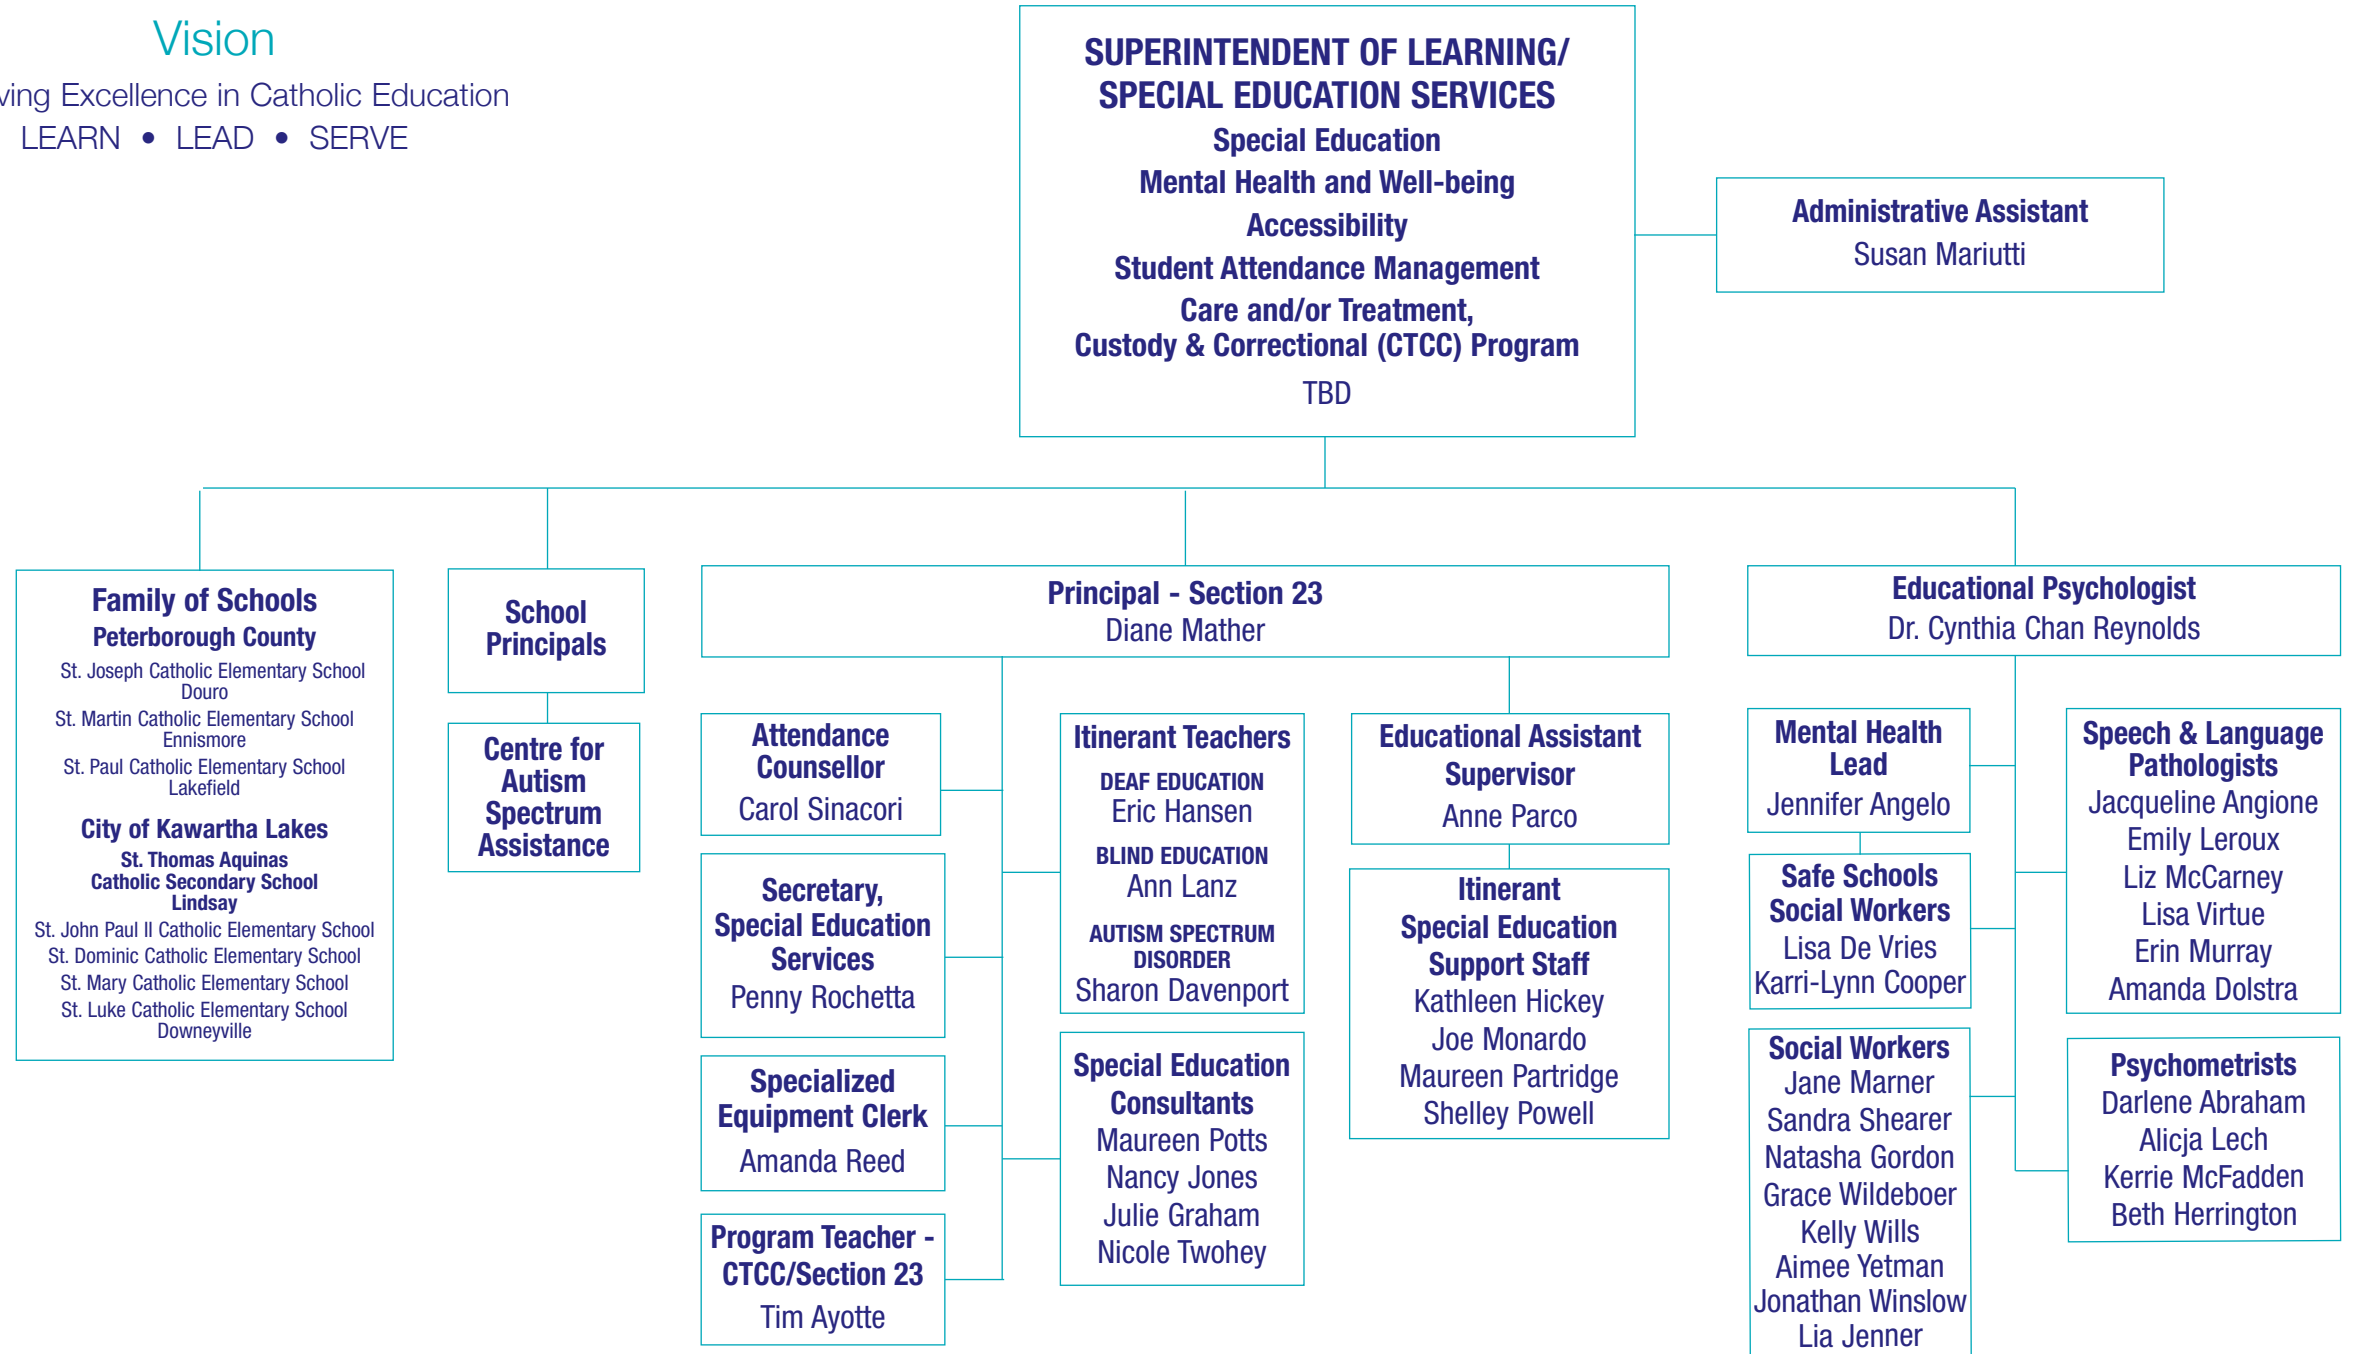 Vision
ving Excellence in Catholic Education
LEARN • LEAD • SERVE
SUPERINTENDENT OF LEARNING/
SPECIAL EDUCATION SERVICES
Special Education
Mental Health and Well-being
Accessibility
Student Attendance Management
Care and/or Treatment,
Custody & Correctional (CTCC) Program
TBD
Administrative Assistant
Susan Mariutti
Family of Schools
Peterborough County
St. Joseph Catholic Elementary School
Douro
St. Martin Catholic Elementary School
Ennismore
St. Paul Catholic Elementary School
Lakefield
City of Kawartha Lakes
St. Thomas Aquinas
Catholic Secondary School
Lindsay
St. John Paul II Catholic Elementary School
St. Dominic Catholic Elementary School
St. Mary Catholic Elementary School
St. Luke Catholic Elementary School
Downeyville
School
Principals
Centre for
Autism
Spectrum
Assistance
Principal - Section 23
Diane Mather
Attendance
Counsellor
Carol Sinacori
Secretary,
Special Education
Services
Penny Rochetta
Specialized
Equipment Clerk
Amanda Reed
Program Teacher -
CTCC/Section 23
Tim Ayotte
Itinerant Teachers
DEAF EDUCATION
Eric Hansen
BLIND EDUCATION
Ann Lanz
AUTISM SPECTRUM
DISORDER
Sharon Davenport
Special Education
Consultants
Maureen Potts
Nancy Jones
Julie Graham
Nicole Twohey
Educational Assistant
Supervisor
Anne Parco
Itinerant
Special Education
Support Staff
Kathleen Hickey
Joe Monardo
Maureen Partridge
Shelley Powell
Educational Psychologist
Dr. Cynthia Chan Reynolds
Mental Health
Lead
Jennifer Angelo
Safe Schools
Social Workers
Lisa De Vries
Karri-Lynn Cooper
Social Workers
Jane Marner
Sandra Shearer
Natasha Gordon
Grace Wildeboer
Kelly Wills
Aimee Yetman
Jonathan Winslow
Lia Jenner
Speech & Language
Pathologists
Jacqueline Angione
Emily Leroux
Liz McCarney
Lisa Virtue
Erin Murray
Amanda Dolstra
Psychometrists
Darlene Abraham
Alicja Lech
Kerrie McFadden
Beth Herrington